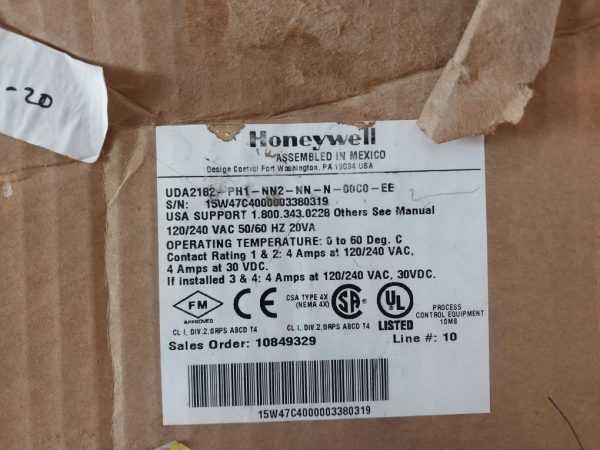 -20
Honeywell
ASSEMBLED IN MEXICO
Design Control Fort Washington, PA 19034 USA
UDA2182-PH1-NN2-NN-N-00C0-EE
S/N: 15W47C4000003380319
USA SUPPORT 1.800.343.0228 Others See Manual
120/240 VAC 50/60 HZ 20VA
OPERATING TEMPERATURE: 0 to 60 Deg. C
Contact Rating 1 & 2: 4 Amps at 120/240 VAC,
4 Amps at 30 VDC.
If installed 3 & 4: 4 Amps at 120/240 VAC, 30VDC.
FM
APPROVED
CL I, DIV.2,GRPS ABCD T4
CE
CSA TYPE 4X
(NEMA 4X)
SA
CL I, DIV.2,GRPS ABCD T4
UL
LISTED
PROCESS
CONTROL EQUIPMENT
10MB
Sales Order: 10849329
Line #: 10
15W47C4000003380319